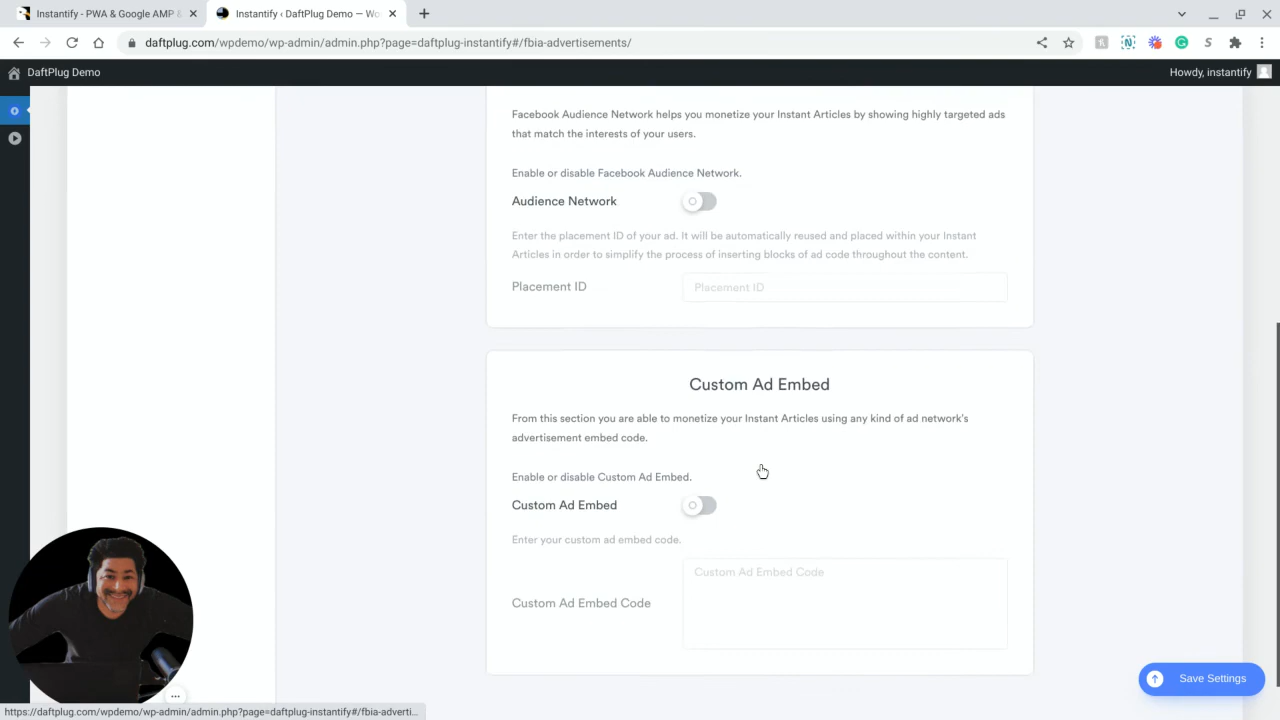 Instantify - PWA & Google AMP &
Instantify ‹ DaftPlug Demo — Wo
daftplug.com/wpdemo/wp-admin/admin.php?page=daftplug-instantify#/fbia-advertisements/
DaftPlug Demo
Howdy, instantify
Facebook Audience Network helps you monetize your Instant Articles by showing highly targeted ads
that match the interests of your users.
Enable or disable Facebook Audience Network.
Audience Network
Enter the placement ID of your ad. It will be automatically reused and placed within your Instant
Articles in order to simplify the process of inserting blocks of ad code throughout the content.
Placement ID
Placement ID
Custom Ad Embed
From this section you are able to monetize your Instant Articles using any kind of ad network's
advertisement embed code.
Enable or disable Custom Ad Embed.
Custom Ad Embed
Enter your custom ad embed code.
Custom Ad Embed Code
Custom Ad Embed Code
Save Settings
https://daftplug.com/wpdemo/wp-admin/admin.php?page=daftplug-instantify#/fbia-adverti...